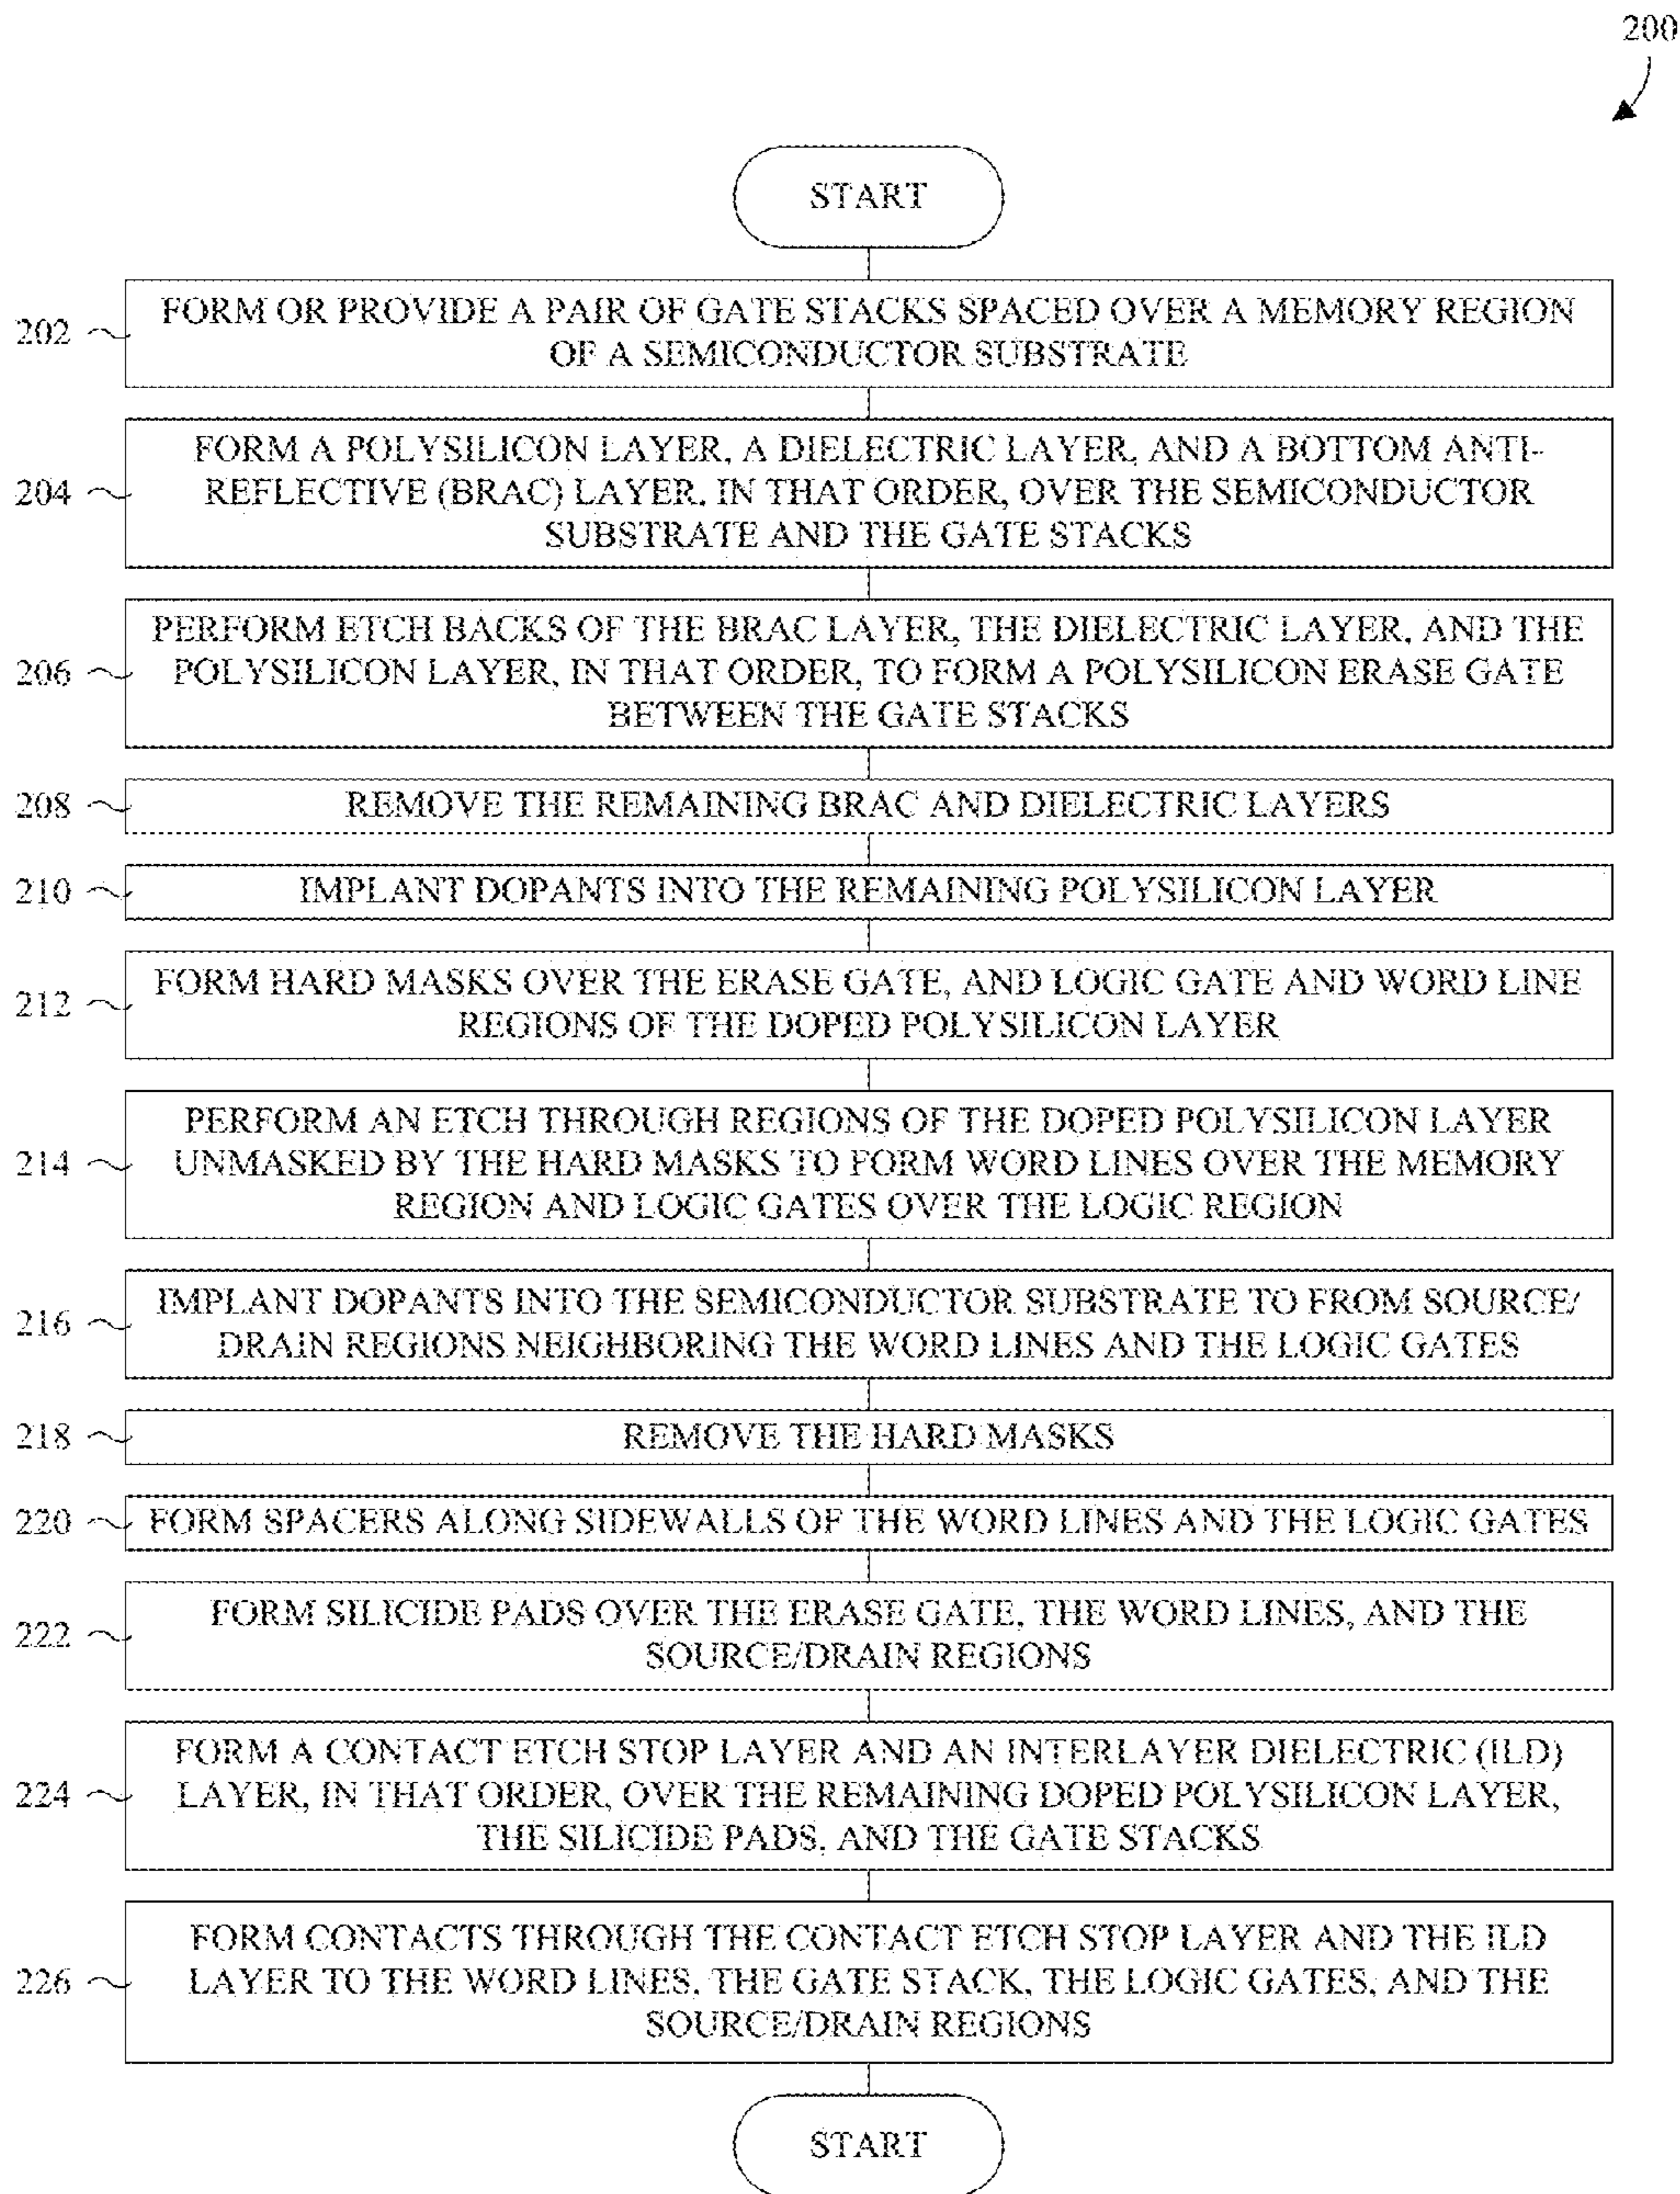 200
START
202
FORM OR PROVIDE A PAIR OF GATE STACKS SPACED OVER A MEMORY REGION
OF A SEMICONDUCTOR SUBSTRATE
204
FORM A POLYSILICON LAYER, A DIELECTRIC LAYER, AND A BOTTOM ANTI-
REFLECTIVE (BRAC) LAYER, IN THAT ORDER, OVER THE SEMICONDUCTOR
SUBSTRATE AND THE GATE STACKS
206
PERFORM ETCH BACKS OF THE BRAC LAYER, THE DIELECTRIC LAYER, AND THE
POLYSILICON LAYER, IN THAT ORDER, TO FORM A POLYSILICON ERASE GATE
BETWEEN THE GATE STACKS
208
REMOVE THE REMAINING BRAC AND DIELECTRIC LAYERS
210
IMPLANT DOPANTS INTO THE REMAINING POLYSILICON LAYER
212
FORM HARD MASKS OVER THE ERASE GATE, AND LOGIC GATE AND WORD LINE
REGIONS OF THE DOPED POLYSILICON LAYER
214
PERFORM AN ETCH THROUGH REGIONS OF THE DOPED POLYSILICON LAYER
UNMASKED BY THE HARD MASKS TO FORM WORD LINES OVER THE MEMORY
REGION AND LOGIC GATES OVER THE LOGIC REGION
216
IMPLANT DOPANTS INTO THE SEMICONDUCTOR SUBSTRATE TO FROM SOURCE/
DRAIN REGIONS NEIGHBORING THE WORD LINES AND THE LOGIC GATES
218
REMOVE THE HARD MASKS
220
FORM SPACERS ALONG SIDEWALLS OF THE WORD LINES AND THE LOGIC GATES
222
FORM SILICIDE PADS OVER THE ERASE GATE, THE WORD LINES, AND THE
SOURCE/DRAIN REGIONS
224
FORM A CONTACT ETCH STOP LAYER AND AN INTERLAYER DIELECTRIC (ILD)
LAYER, IN THAT ORDER, OVER THE REMAINING DOPED POLYSILICON LAYER,
THE SILICIDE PADS, AND THE GATE STACKS
226
FORM CONTACTS THROUGH THE CONTACT ETCH STOP LAYER AND THE ILD
LAYER TO THE WORD LINES, THE GATE STACK, THE LOGIC GATES, AND THE
SOURCE/DRAIN REGIONS
START